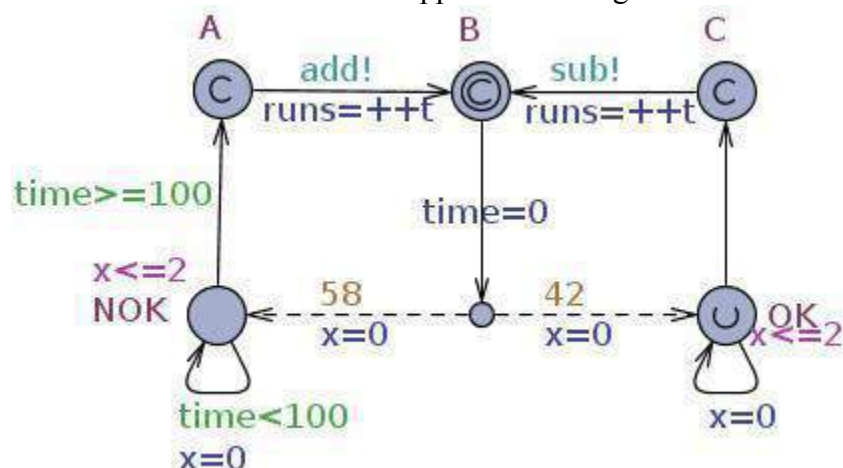 A
B
C
C
add!
C
sub!
C
runs=++t
runs=++t
time>=100
time=0
x<=2
NOK
58
42
U
OK
x=0
x=0
x<=2
time<100
x=0
x=0